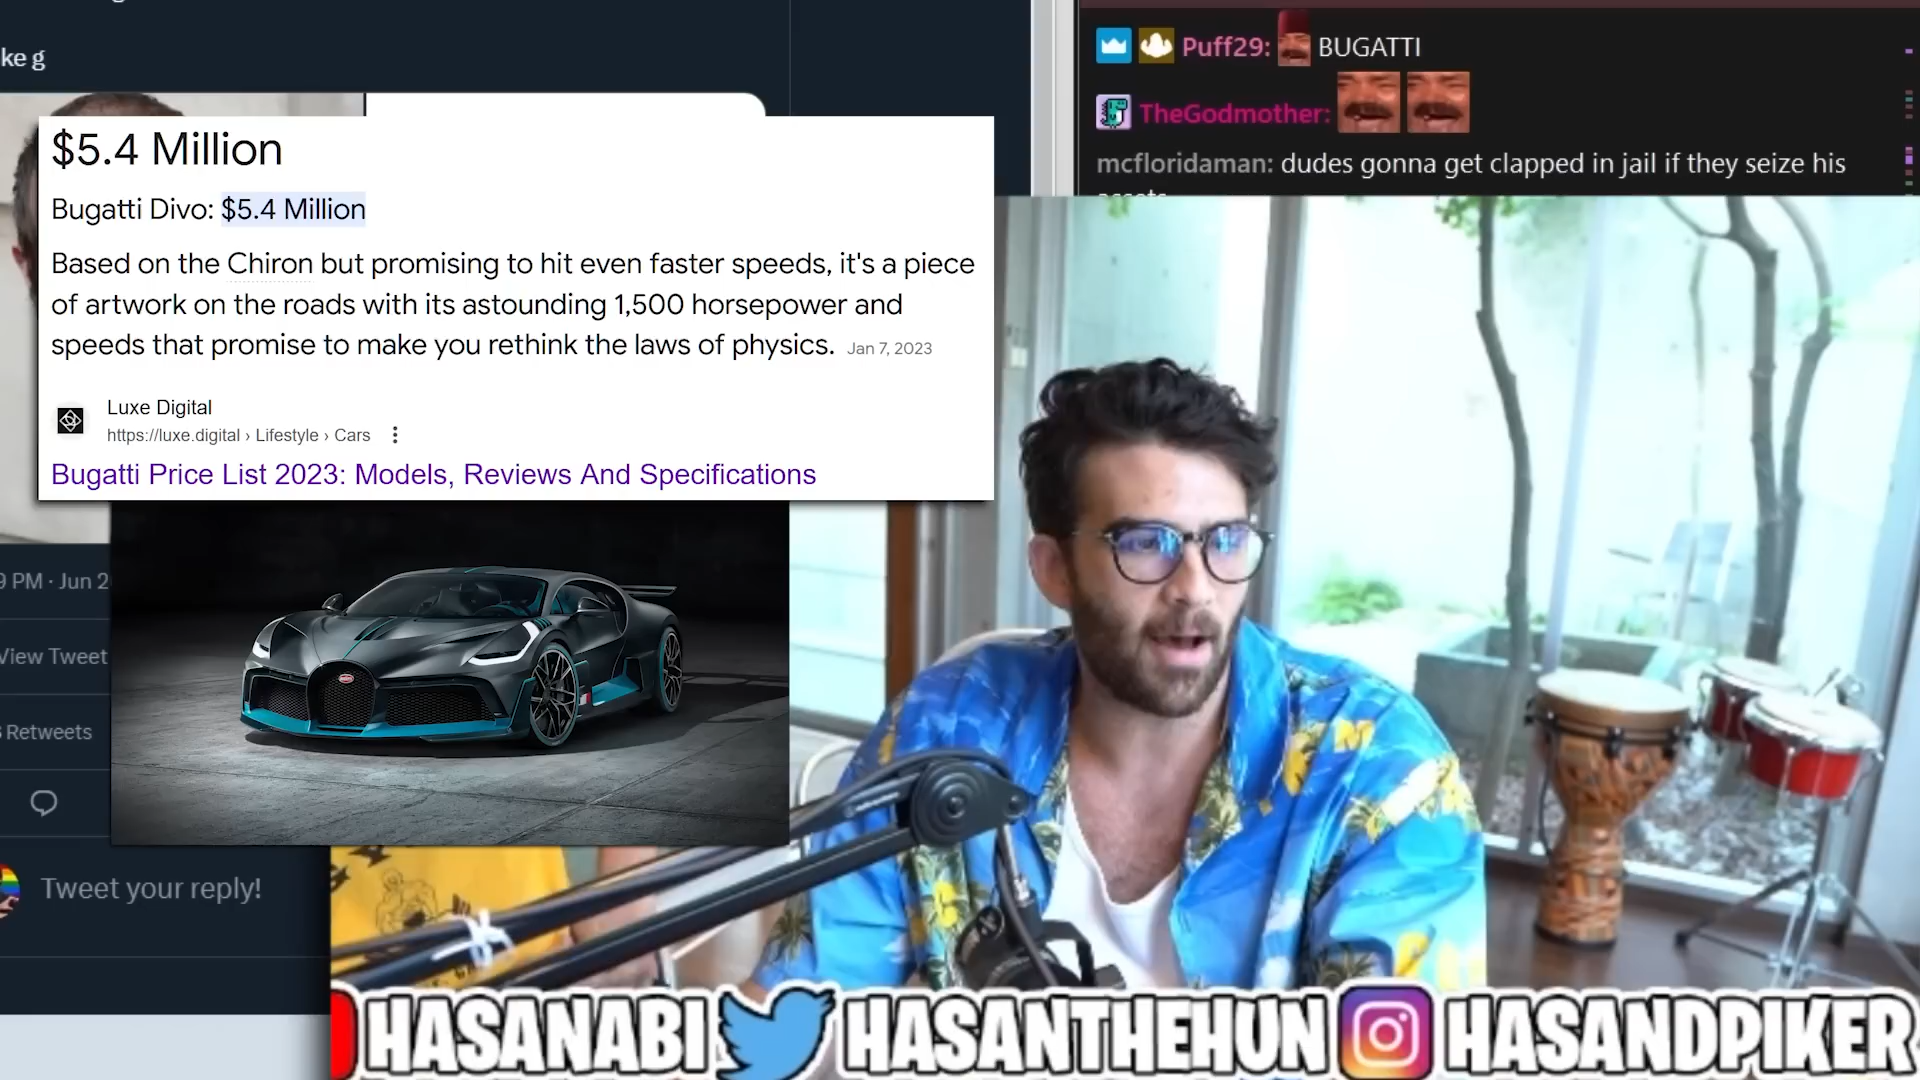 ke g
$5.4 Million
Bugatti Divo: $5.4 Million
Based on the Chiron but promising to hit even faster speeds, it's a piece
of artwork on the roads with its astounding 1,500 horsepower and
speeds that promise to make you rethink the laws of physics. Jan 7, 2023
Luxe Digital
https://luxe.digital › Lifestyle › Cars
Bugatti Price List 2023: Models, Reviews And Specifications
9 PM · Jun 2
View Tweet
Retweets
Tweet your reply!
Puff29: BUGATTI
TheGodmother:
mcfloridaman: dudes gonna get clapped in jail if they seize his
assets
HASANABI HASANTHEHUN HASANDPIKER